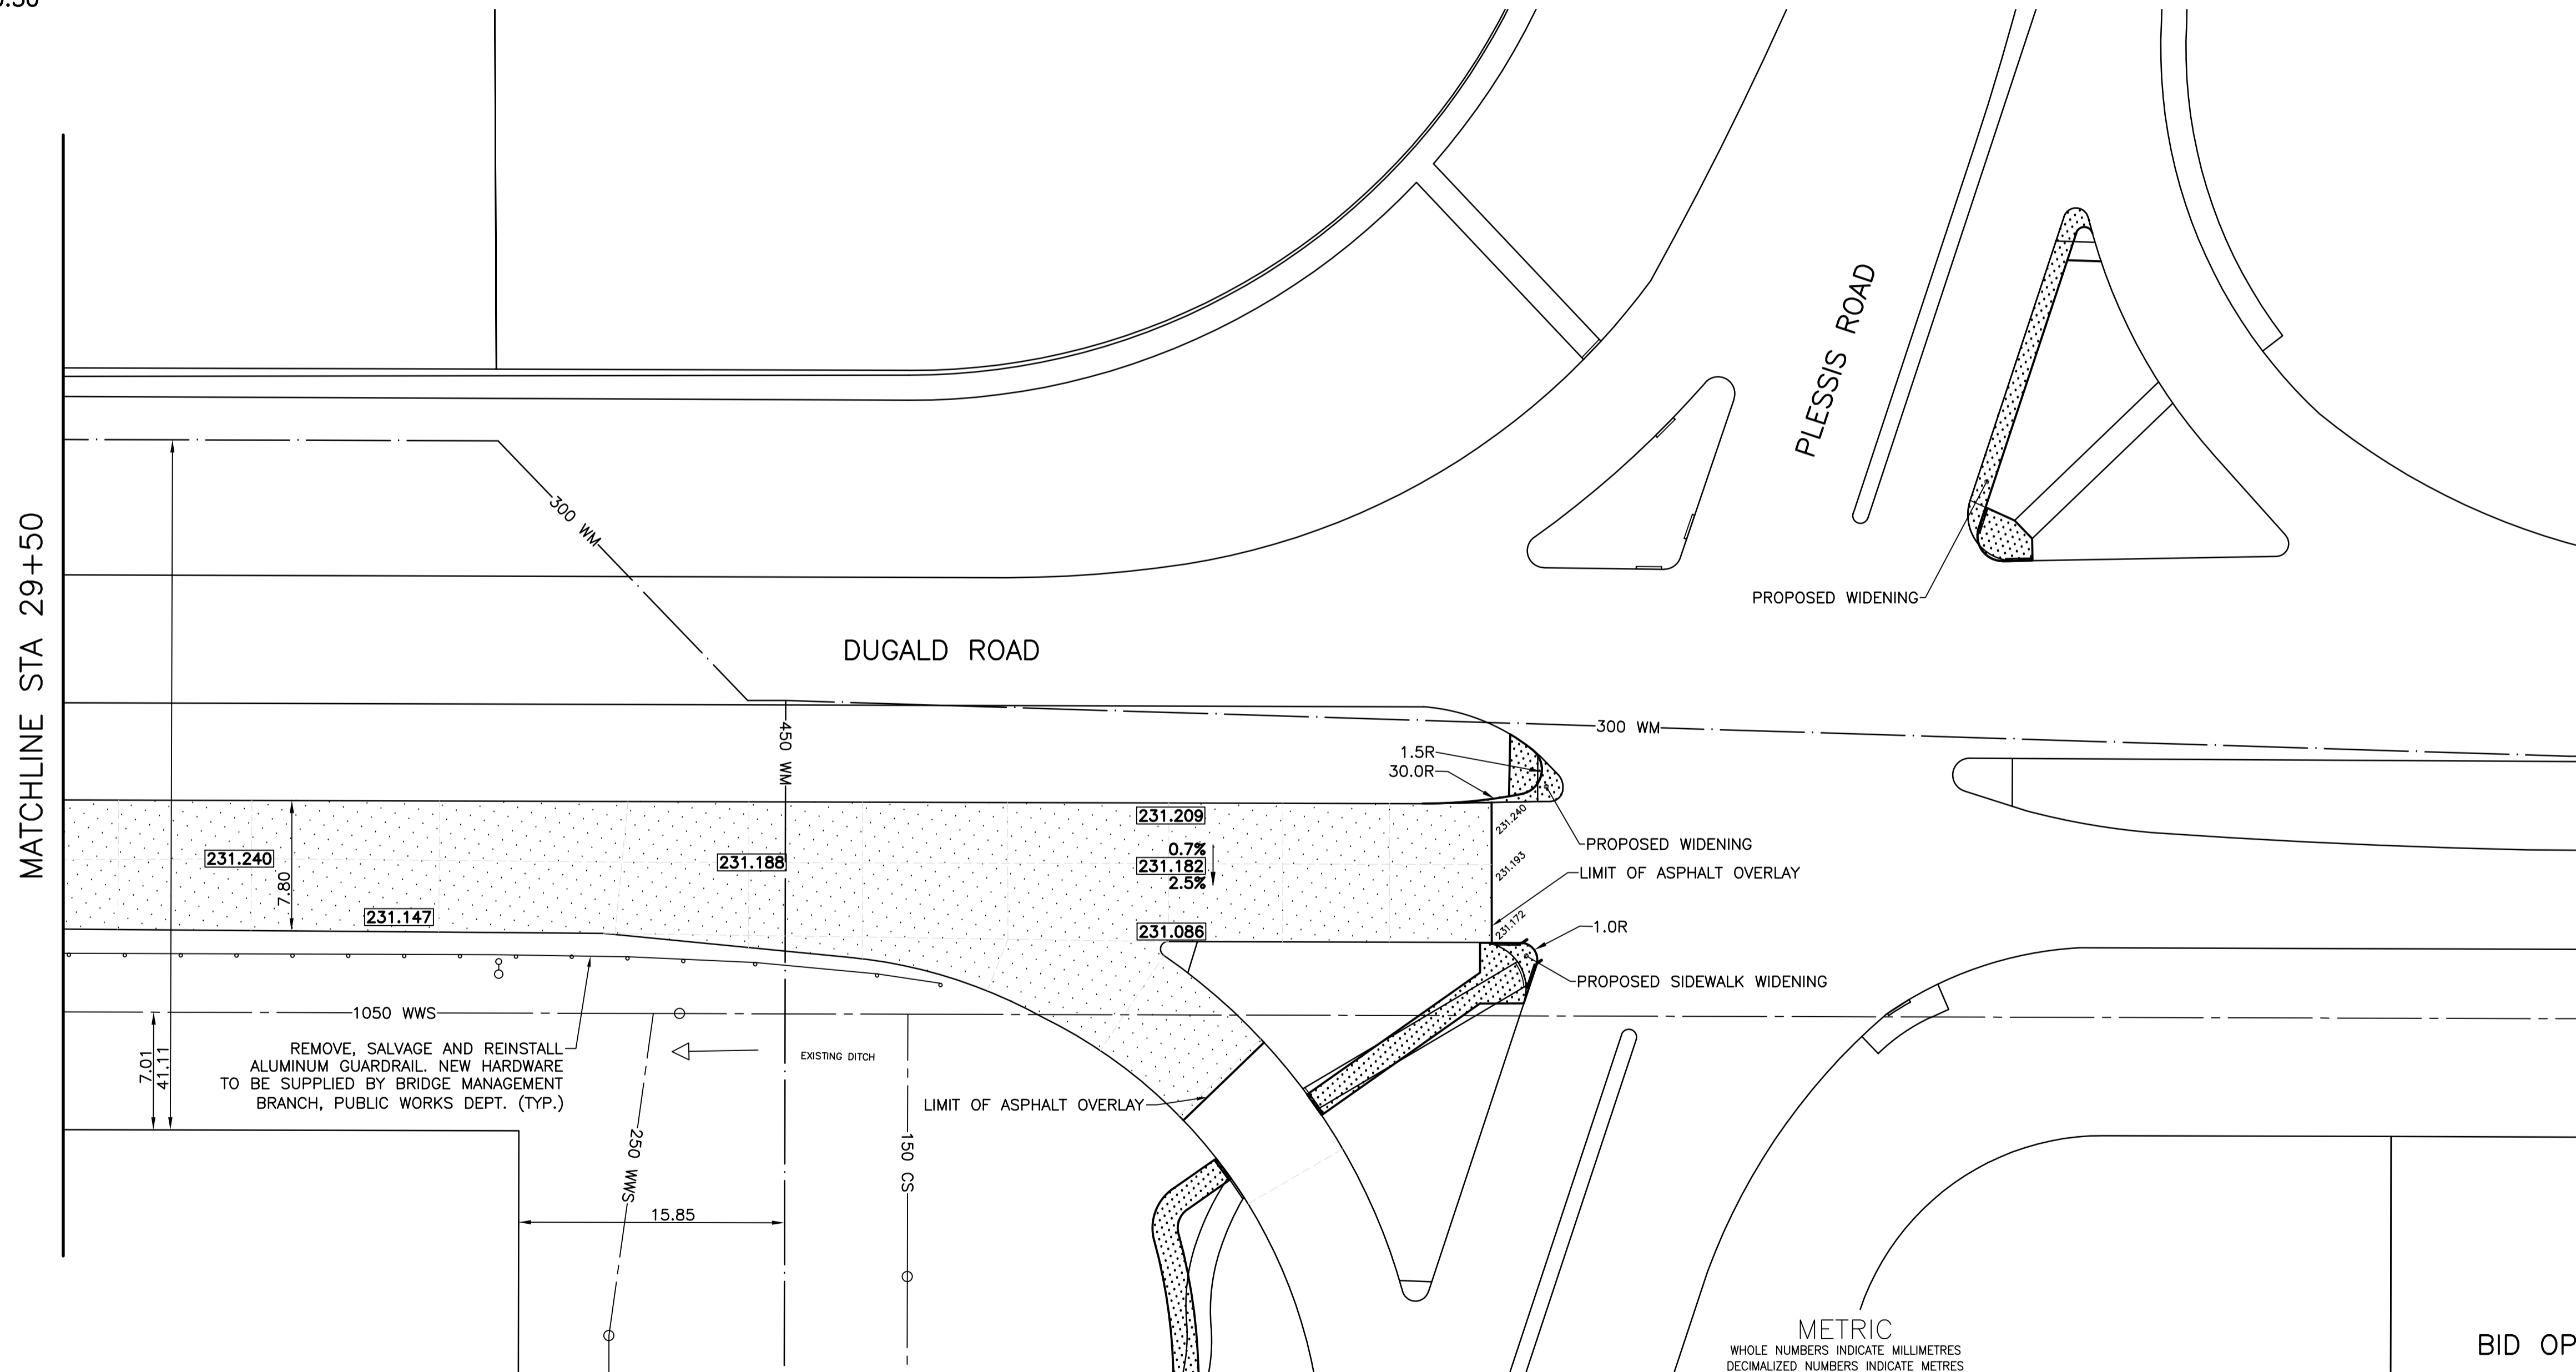 MATCHLINE STA 29+50
300 WM
PLESSIS ROAD
PROPOSED WIDENING
DUGALD ROAD
450 WM
300 WM
1.5R
30.0R
231.209
231.240
0.7%
PROPOSED WIDENING
231.240
231.188
231.182
231.193
LIMIT OF ASPHALT OVERLAY
2.5%
7.80
231.147
231.086
231.172
1.0R
PROPOSED SIDEWALK WIDENING
1050 WWS
7.01
41.11
REMOVE, SALVAGE AND REINSTALL
ALUMINUM GUARDRAIL. NEW HARDWARE
TO BE SUPPLIED BY BRIDGE MANAGEMENT
BRANCH, PUBLIC WORKS DEPT. (TYP.)
EXISTING DITCH
LIMIT OF ASPHALT OVERLAY
250 WWS
150 CS
15.85
METRIC
WHOLE NUMBERS INDICATE MILLIMETRES
DECIMALIZED NUMBERS INDICATE METRES
BID OP